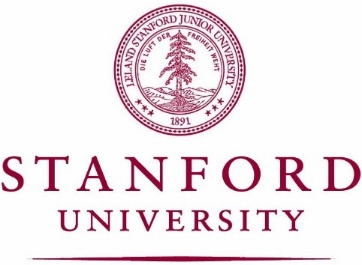 LELAND STANFORD JUNIOR UNIVERSITY
DIE LUFT DER FREIHEIT WEHT
1891
STANFORD
UNIVERSITY